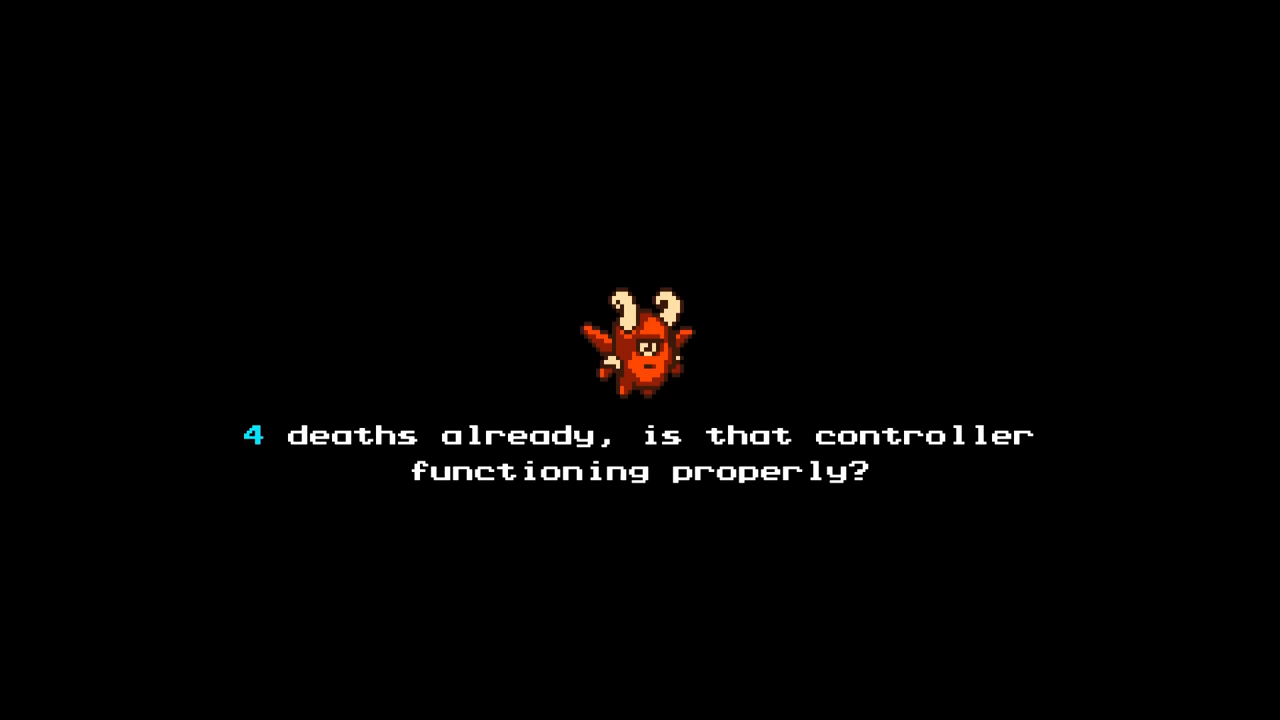 4 deaths already, is that controller
functioning properly?